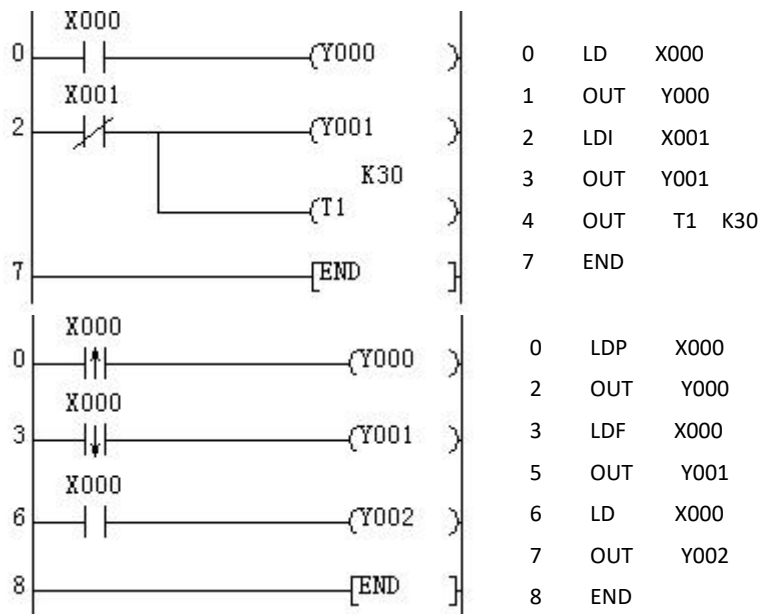 X000
0 (Y000 )
X001
2 (Y001 )
K30
(T1 )
7 [END ]
0 LD X000
1 OUT Y000
2 LDI X001
3 OUT Y001
4 OUT T1 K30
7 END
X000
0 (Y000 )
X000
3 (Y001 )
X000
6 (Y002 )
8 [END ]
0 LDP X000
2 OUT Y000
3 LDF X000
5 OUT Y001
6 LD X000
7 OUT Y002
8 END